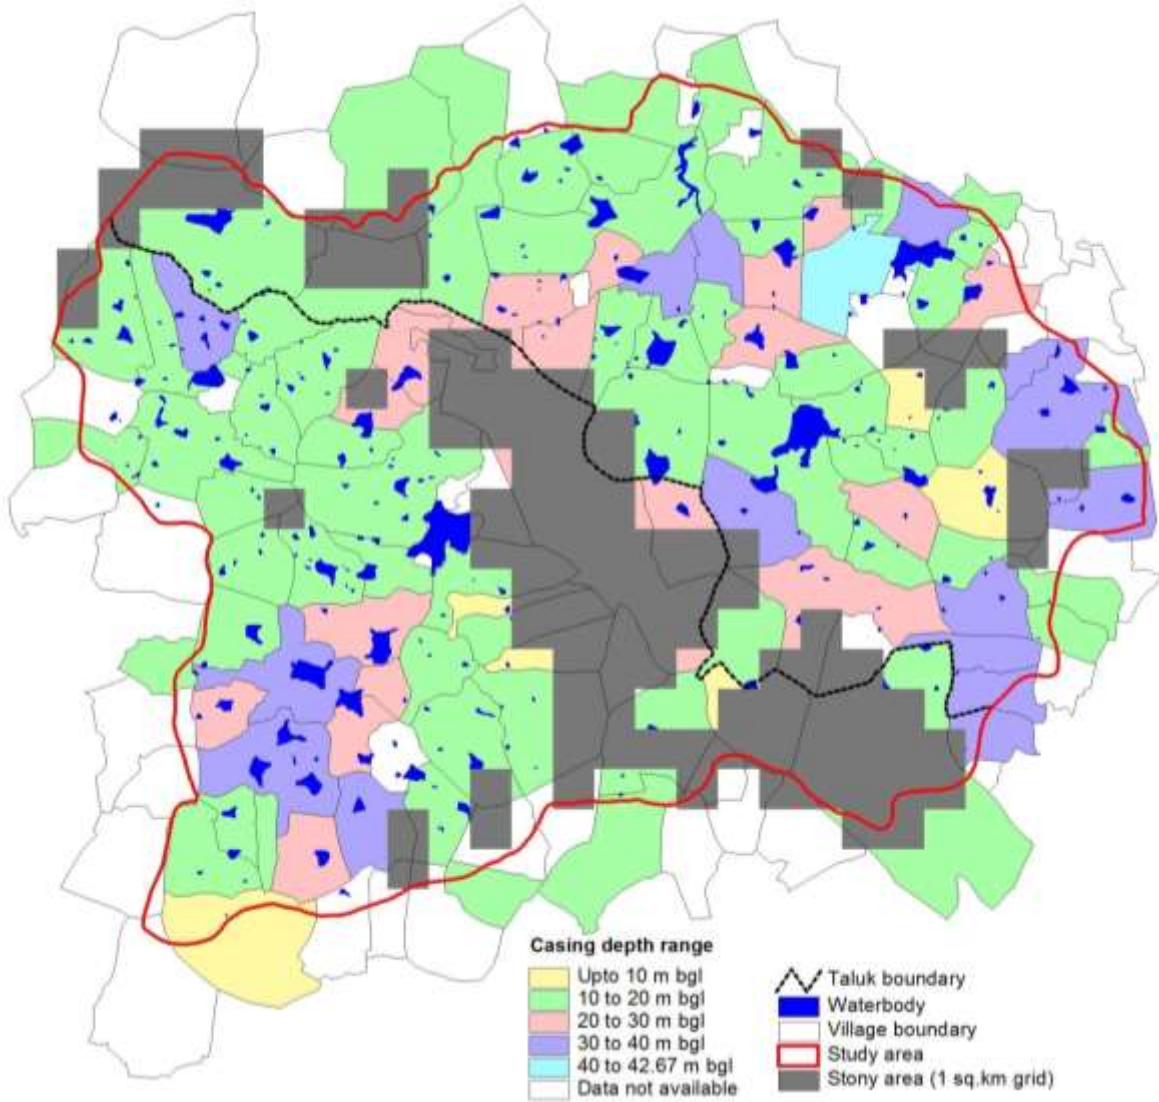 Casing depth range
Upto 10 m bgl
10 to 20 m bgl
20 to 30 m bgl
30 to 40 m bgl
40 to 42.67 m bgl
Data not available
Taluk boundary
Waterbody
Village boundary
Study area
Stony area (1 sq.km grid)